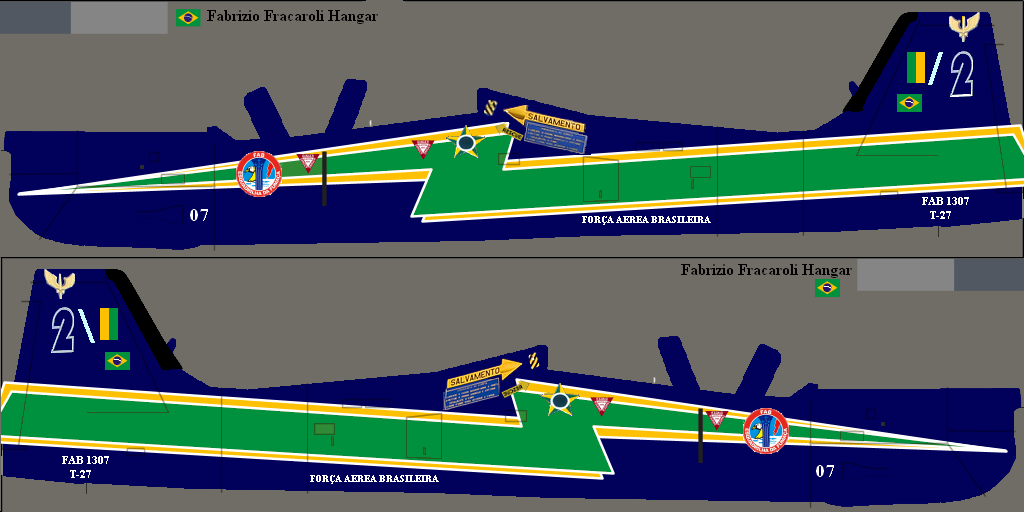 Fabrizio Fracaroli Hangar
2
SALVAMENTO
RESCUE
FAB
07
FORÇA AEREA BRASILEIRA
FAB 1307
T-27
Fabrizio Fracaroli Hangar
2
SALVAMENTO
FAB
07
FAB 1307
T-27
FORÇA AEREA BRASILEIRA